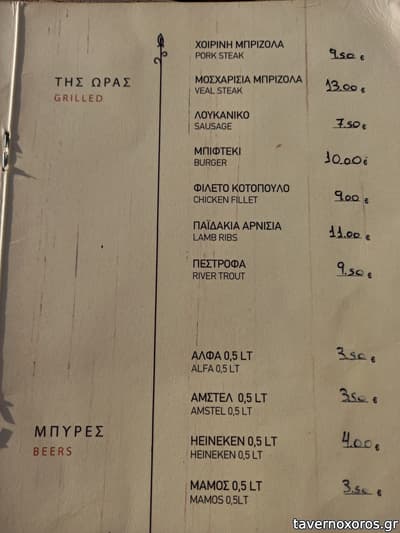 ΤΗΣ ΩΡΑΣ
GRILLED
ΧΟΙΡΙΝΗ ΜΠΡΙΖΟΛΑ 9.50 €
PORK STEAK
ΜΟΣΧΑΡΙΣΙΑ ΜΠΡΙΖΟΛΑ 13.00 €
VEAL STEAK
ΛΟΥΚΑΝΙΚΟ 7.50 €
SAUSAGE
ΜΠΙΦΤΕΚΙ 10.00 €
BURGER
ΦΙΛΕΤΟ ΚΟΤΟΠΟΥΛΟ 9.00 €
CHICKEN FILLET
ΠΑΪΔΑΚΙΑ ΑΡΝΙΣΙΑ 11.00 €
LAMB RIBS
ΠΕΣΤΡΟΦΑ 9.50 €
RIVER TROUT
ΜΠΥΡΕΣ
BEERS
ΑΛΦΑ 0,5 LT 3.50 €
ALFA 0,5 LT
ΑΜΣΤΕΛ 0,5 LT 3.50 €
AMSTEL 0,5 LT
HEINEKEN 0,5 LT 4.00 €
HEINEKEN 0,5 LT
ΜΑΜΟΣ 0,5 LT 3.50 €
MAMOS 0,5LT
tavernoxoros.gr